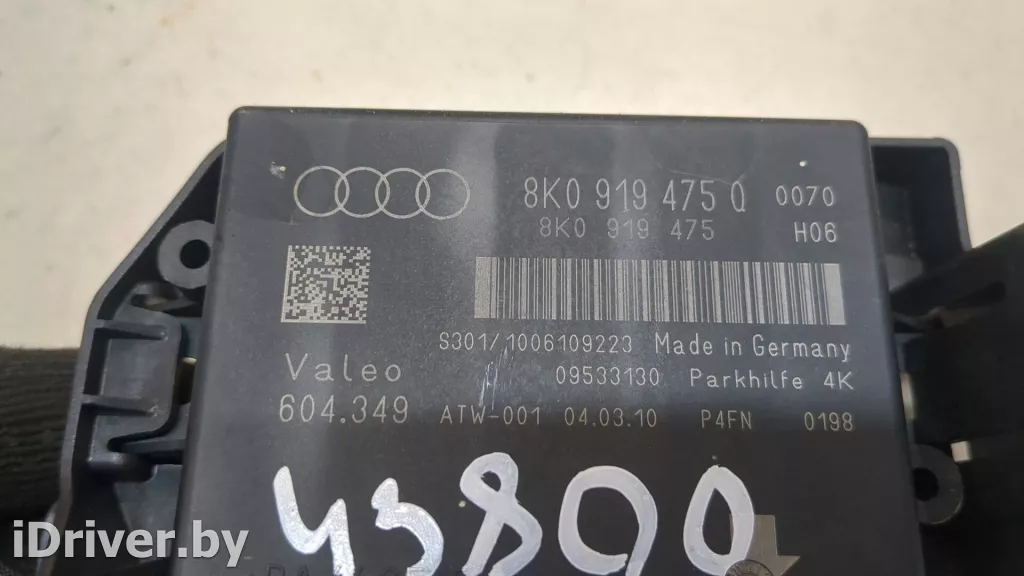 8K0 919 475 Q 0070
8K0 919 475 H06
S301/1006109223 Made in Germany
Valeo 09533130 Parkhilfe 4K
604.349 ATW-001 04.03.10 P4FN 0198
43890
iDriver.by